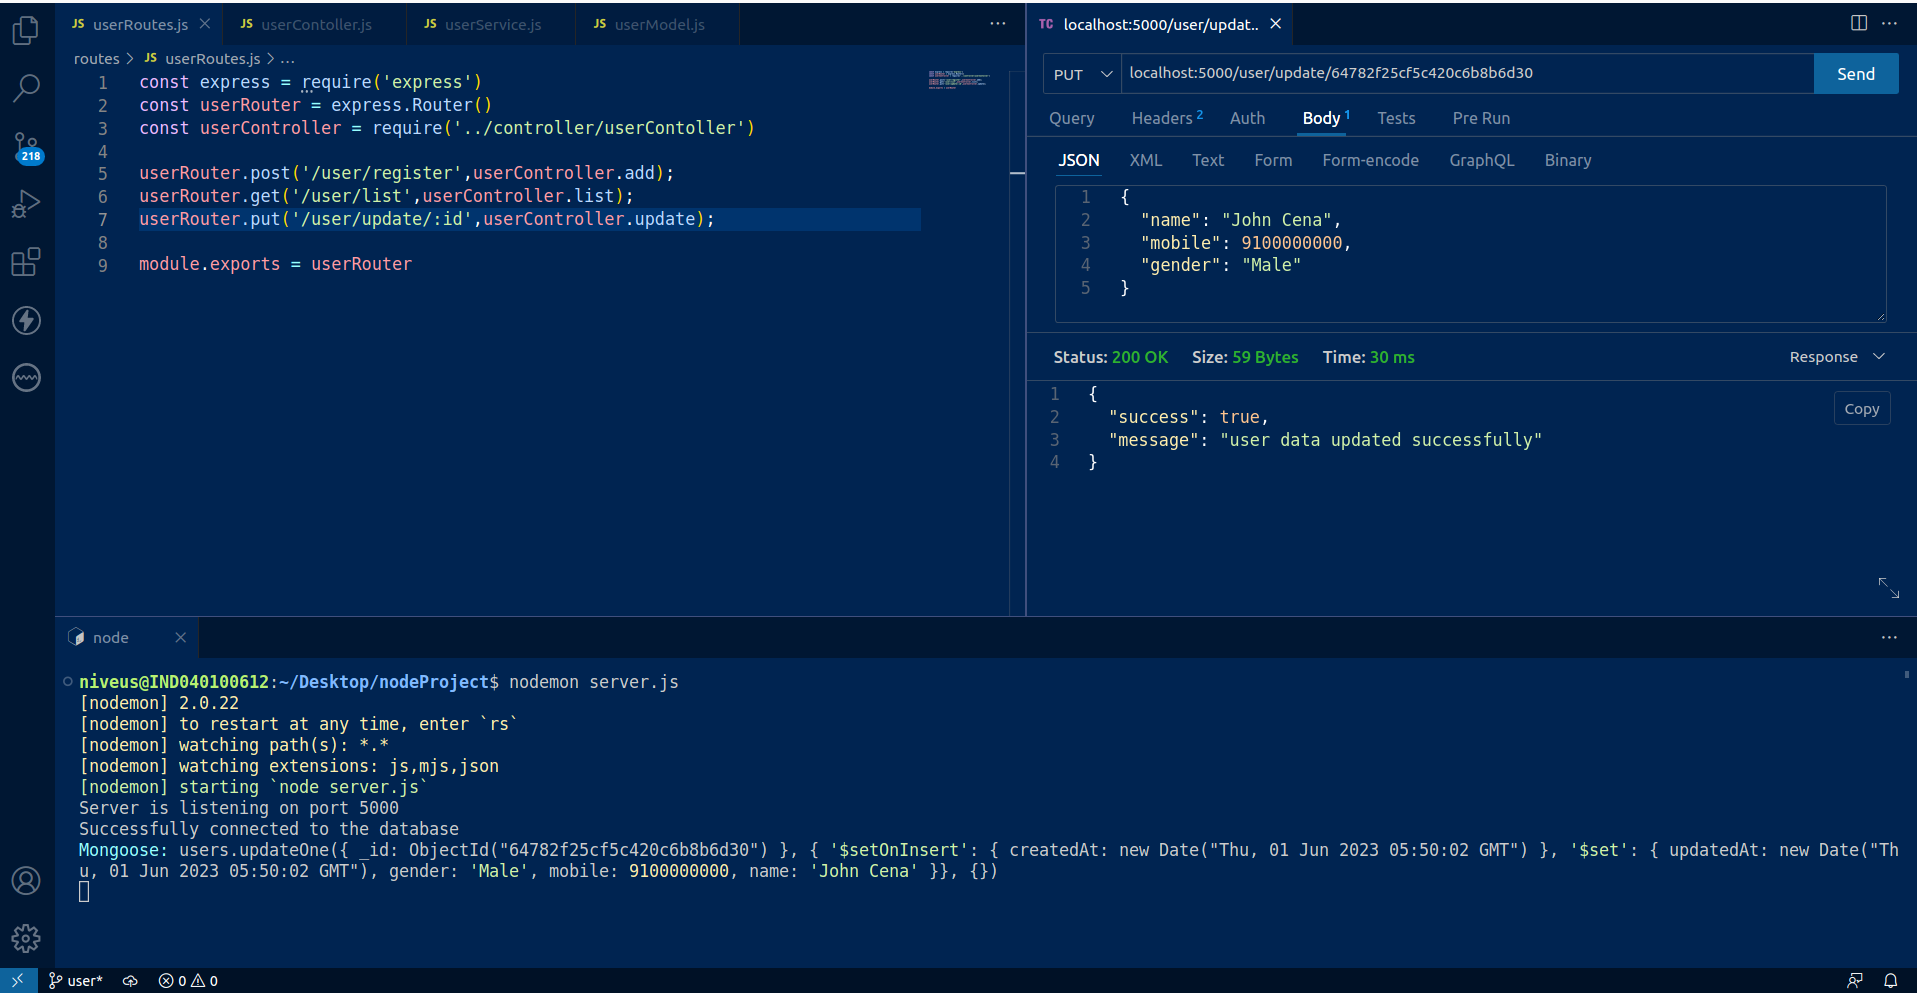 JS userRoutes.js
JS userContoller.js
JS userService.js
JS userModel.js
...
routes > JS userRoutes.js > ...
1 const express = require('express')
2 const userRouter = express.Router()
3 const userController = require('../controller/userContoller')
4
5 userRouter.post('/user/register',userController.add);
6 userRouter.get('/user/list',userController.list);
7 userRouter.put('/user/update/:id',userController.update);
8
9 module.exports = userRouter
218
TC localhost:5000/user/updat..
...
PUT localhost:5000/user/update/64782f25cf5c420c6b8b6d30 Send
Query Headers 2 Auth Body 1 Tests Pre Run
JSON XML Text Form Form-encode GraphQL Binary
1 {
2 "name": "John Cena",
3 "mobile": 9100000000,
4 "gender": "Male"
5 }
Status: 200 OK Size: 59 Bytes Time: 30 ms Response
1 {
2 "success": true,
3 "message": "user data updated successfully"
4 }
Copy
node
...
niveus@IND040100612:~/Desktop/nodeProject$ nodemon server.js
[nodemon] 2.0.22
[nodemon] to restart at any time, enter `rs`
[nodemon] watching path(s): *.*
[nodemon] watching extensions: js,mjs,json
[nodemon] starting `node server.js`
Server is listening on port 5000
Successfully connected to the database
Mongoose: users.updateOne({ _id: ObjectId("64782f25cf5c420c6b8b6d30") }, { '$setOnInsert': { createdAt: new Date("Thu, 01 Jun 2023 05:50:02 GMT") }, '$set': { updatedAt: new Date("Th
u, 01 Jun 2023 05:50:02 GMT"), gender: 'Male', mobile: 9100000000, name: 'John Cena' }}, {})
user* 0 0